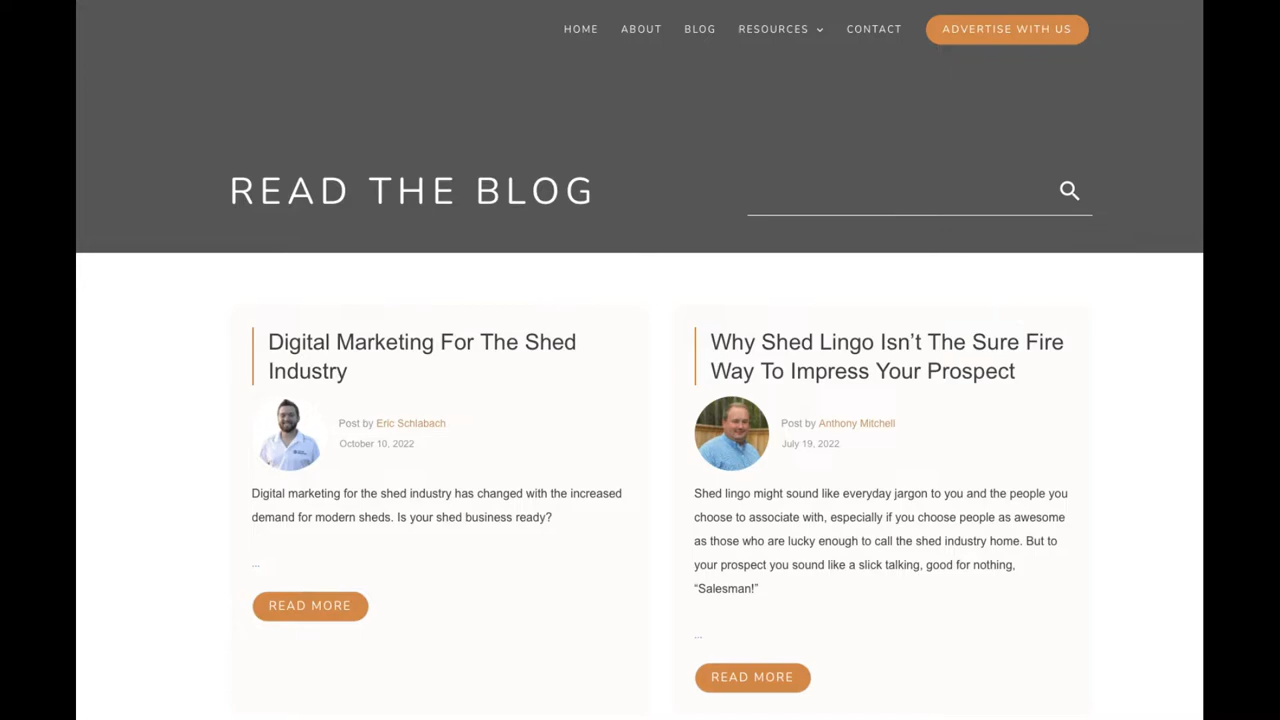 HOME ABOUT BLOG RESOURCES CONTACT ADVERTISE WITH US
READ THE BLOG
Digital Marketing For The Shed
Industry
Post by Eric Schlabach
October 10, 2022
Digital marketing for the shed industry has changed with the increased
demand for modern sheds. Is your shed business ready?
...
READ MORE
Why Shed Lingo Isn’t The Sure Fire
Way To Impress Your Prospect
Post by Anthony Mitchell
July 19, 2022
Shed lingo might sound like everyday jargon to you and the people you
choose to associate with, especially if you choose people as awesome
as those who are lucky enough to call the shed industry home. But to
your prospect you sound like a slick talking, good for nothing,
“Salesman!”
...
READ MORE